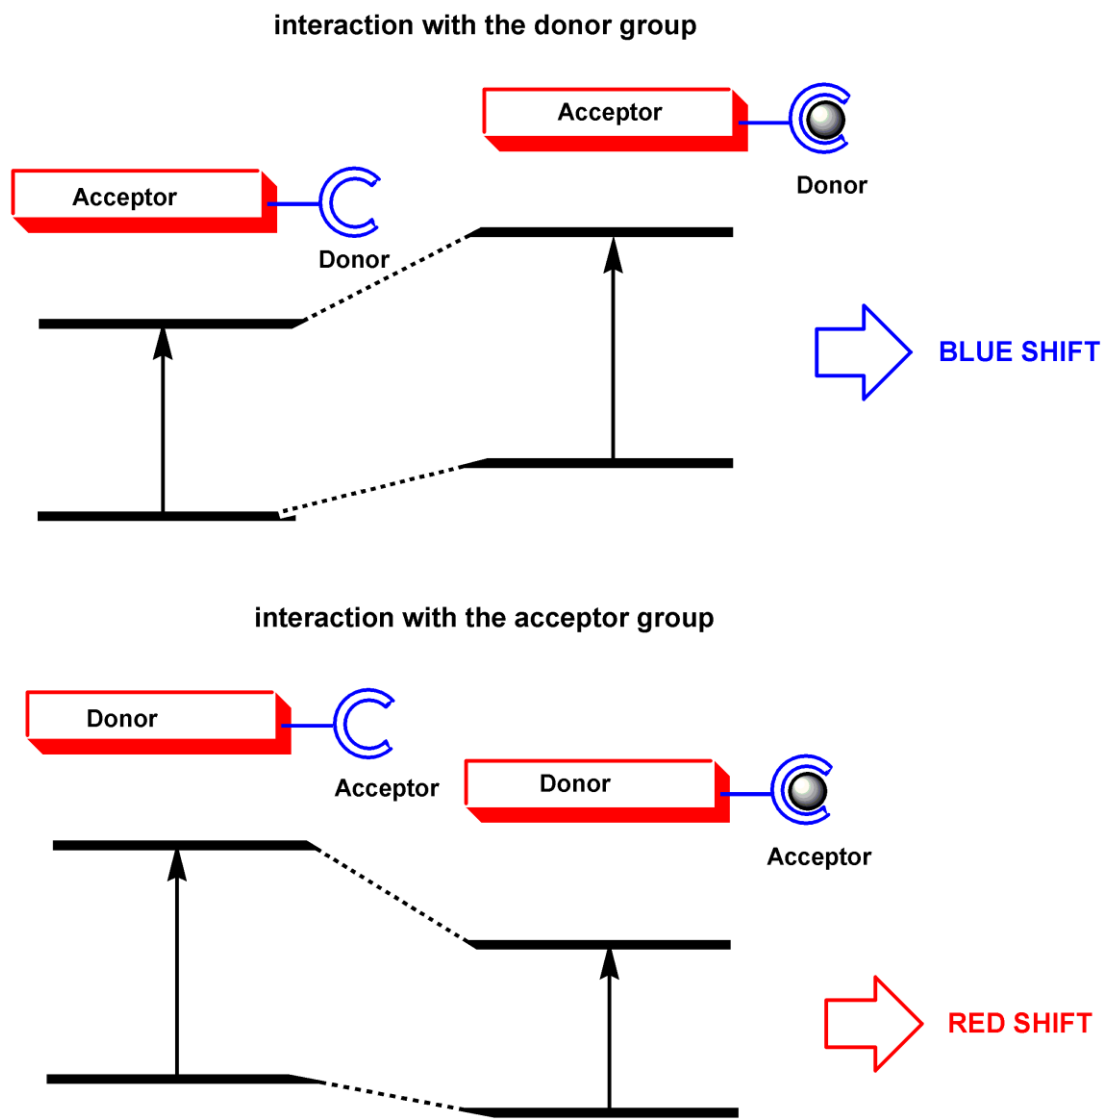 interaction with the donor group
Acceptor
Donor
Acceptor
Donor
BLUE SHIFT
interaction with the acceptor group
Donor
Acceptor
Donor
Acceptor
RED SHIFT